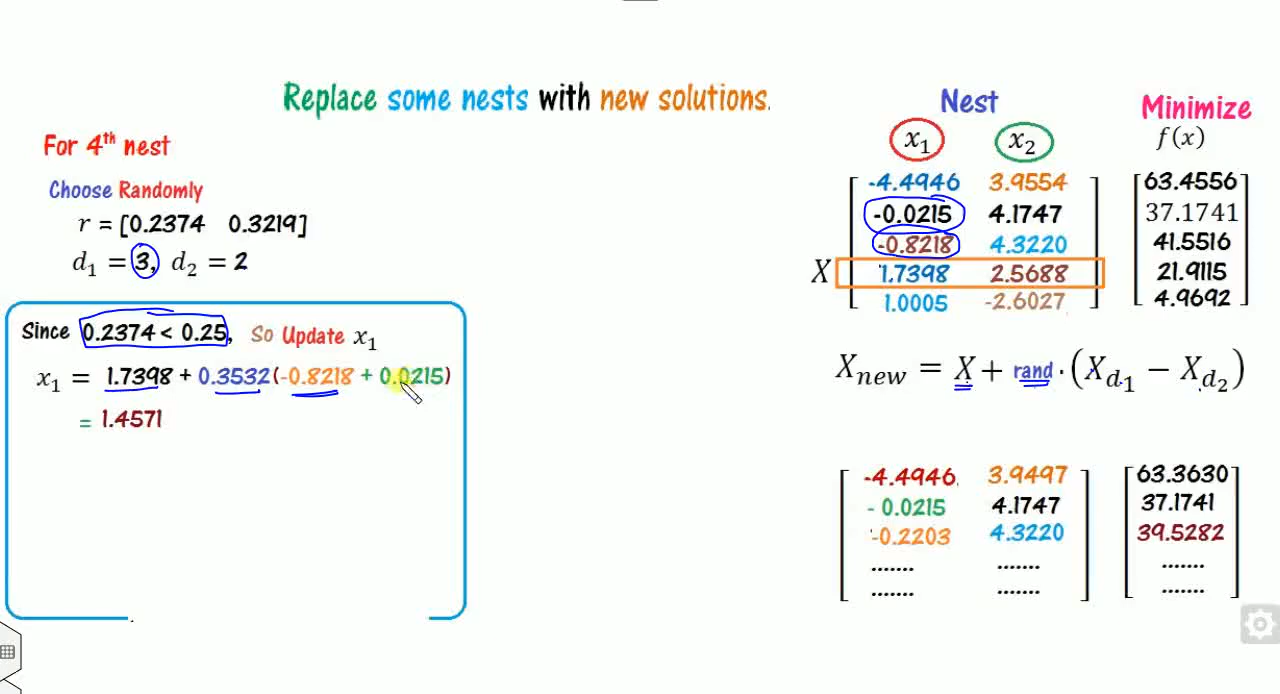 Replace some nests with new solutions.
For 4th nest
Choose Randomly
r = [0.2374 0.3219]
d₁ = 3, d₂ = 2
Since 0.2374 < 0.25, So Update x₁
x₁ = 1.7398 + 0.3532(-0.8218 + 0.0215)
= 1.4571
Nest Minimize
x₁ x₂ f(x)
-4.4946 3.9554 63.4556
-0.0215 4.1747 37.1741
-0.8218 4.3220 41.5516
X 1.7398 2.5688 21.9115
1.0005 -2.6027 4.9692
X_new = X + rand · (X_d₁ − X_d₂)
-4.4946 3.9497 63.3630
- 0.0215 4.1747 37.1741
-0.2203 4.3220 39.5282
....... ....... .......
....... ....... .......